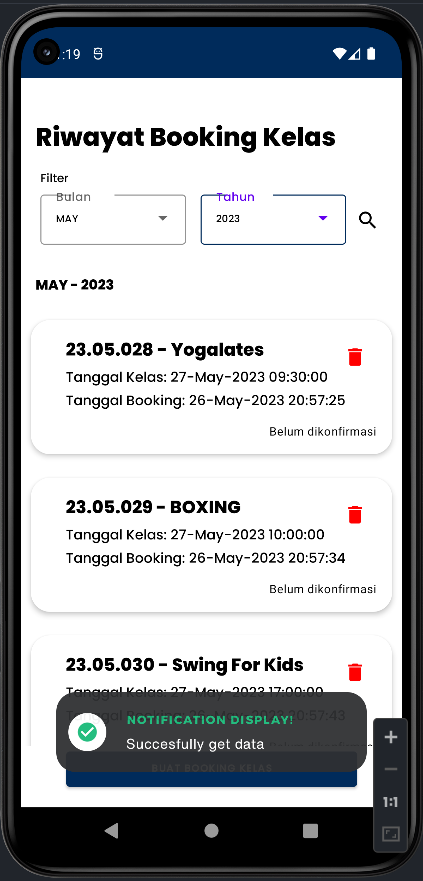 :19
Riwayat Booking Kelas
Filter
Bulan
MAY
Tahun
2023
MAY - 2023
23.05.028 - Yogalates
Tanggal Kelas: 27-May-2023 09:30:00
Tanggal Booking: 26-May-2023 20:57:25
Belum dikonfirmasi
23.05.029 - BOXING
Tanggal Kelas: 27-May-2023 10:00:00
Tanggal Booking: 26-May-2023 20:57:34
Belum dikonfirmasi
23.05.030 - Swing For Kids
Tanggal Kelas: 27-May-2023 17:00:00
Tanggal Booking: 26-May-2023 20:57:43
NOTIFICATION DISPLAY!
Succesfully get data
BUAT BOOKING KELAS
1:1